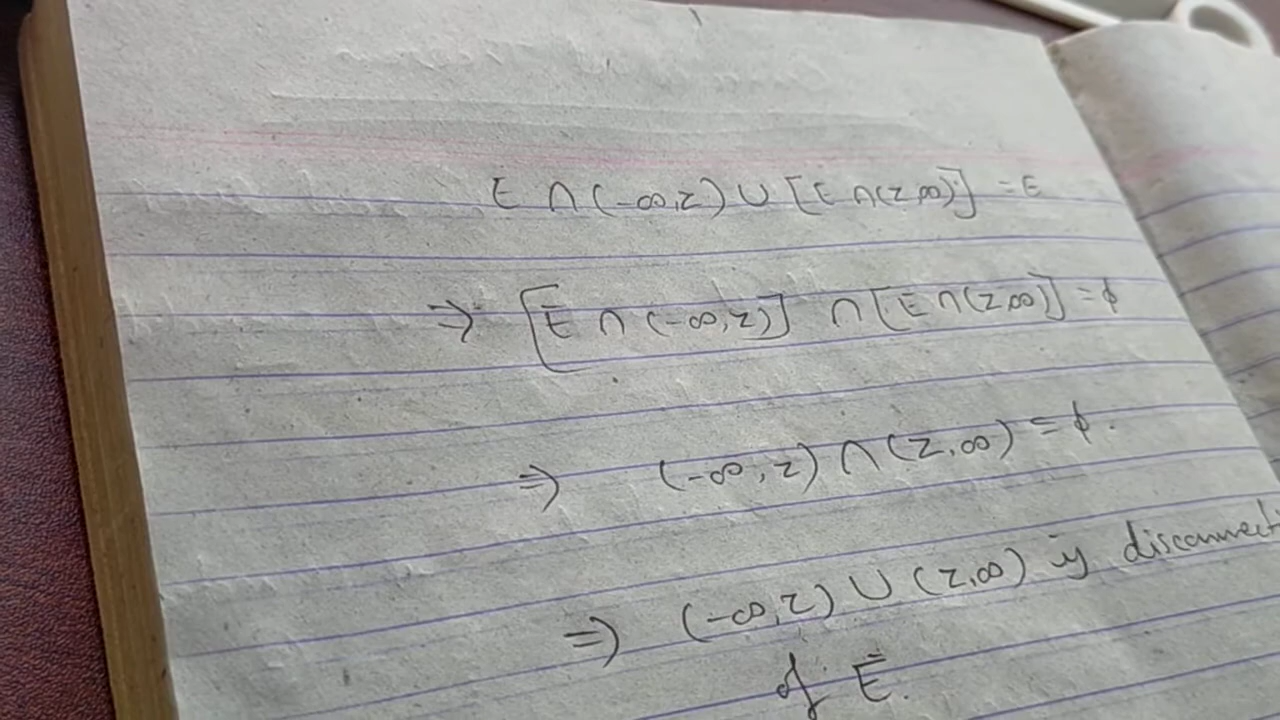 E ∩ (-∞,z) ∪ [E ∩ (z,∞)] = E
⇒ [E ∩ (-∞,z)] ∩ [E ∩ (z,∞)] = ϕ
⇒ (-∞,z) ∩ (z,∞) = ϕ.
⇒ (-∞,z) ∪ (z,∞) is disconnect
of E.